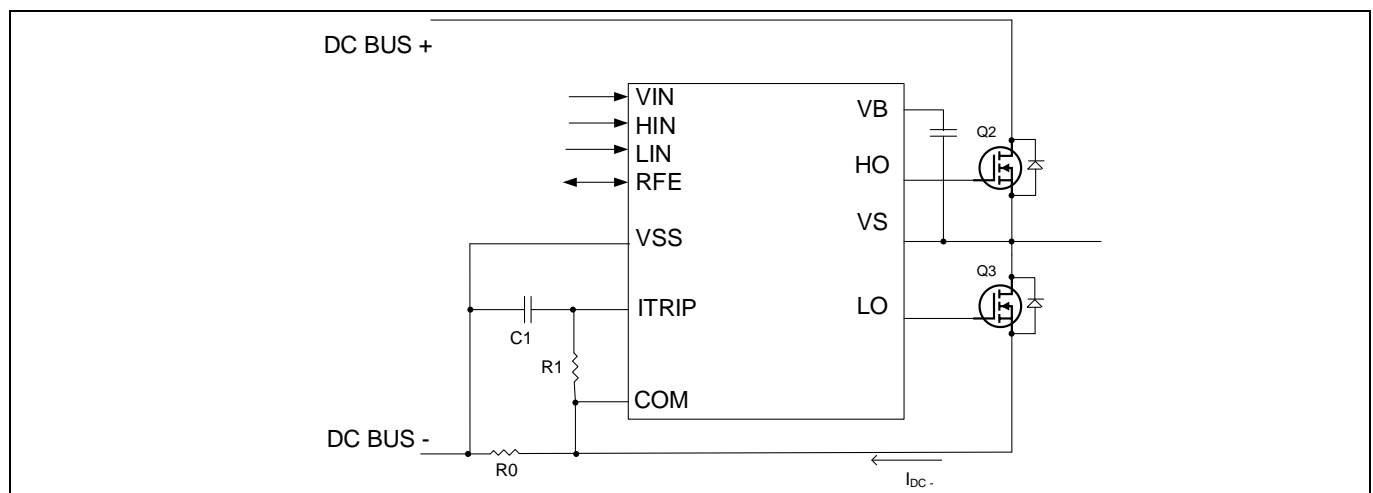 DC BUS +
VIN
HIN
LIN
RFE
VSS
ITRIP
COM
VB
HO
VS
LO
Q2
Q3
C1
R1
DC BUS -
R0
IDC -